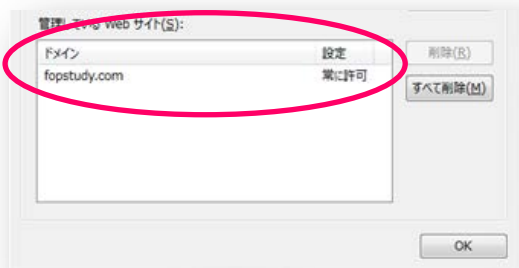 管理している Web サイト(S):
ドメイン 設定
fopstudy.com 常に許可
削除(R)
すべて削除(M)
OK